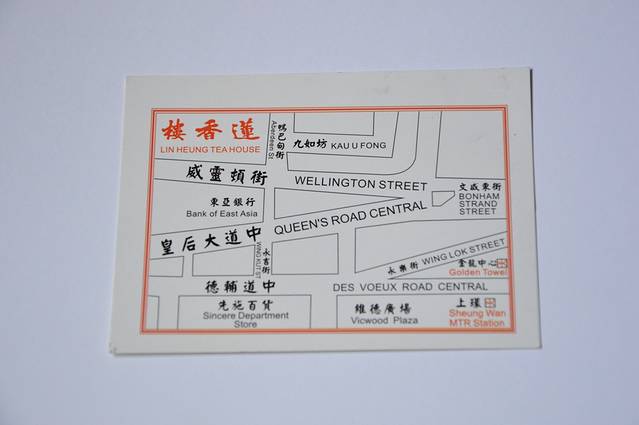 樓香蓮
LIN HEUNG TEA HOUSE
鴨巴甸街
Aberdeen St
九如坊 KAU U FONG
威靈頓街
WELLINGTON STREET
文咸東街
BONHAM
STRAND
STREET
東亞銀行
Bank of East Asia
QUEEN'S ROAD CENTRAL
皇后大道中
永吉街
WING KUT ST
永樂街 WING LOK STREET
金龍中心
Golden Tower
德輔道中
DES VOEUX ROAD CENTRAL
先施百貨
Sincere Department
Store
維德廣場
Vicwood Plaza
上環
Sheung Wan
MTR Station